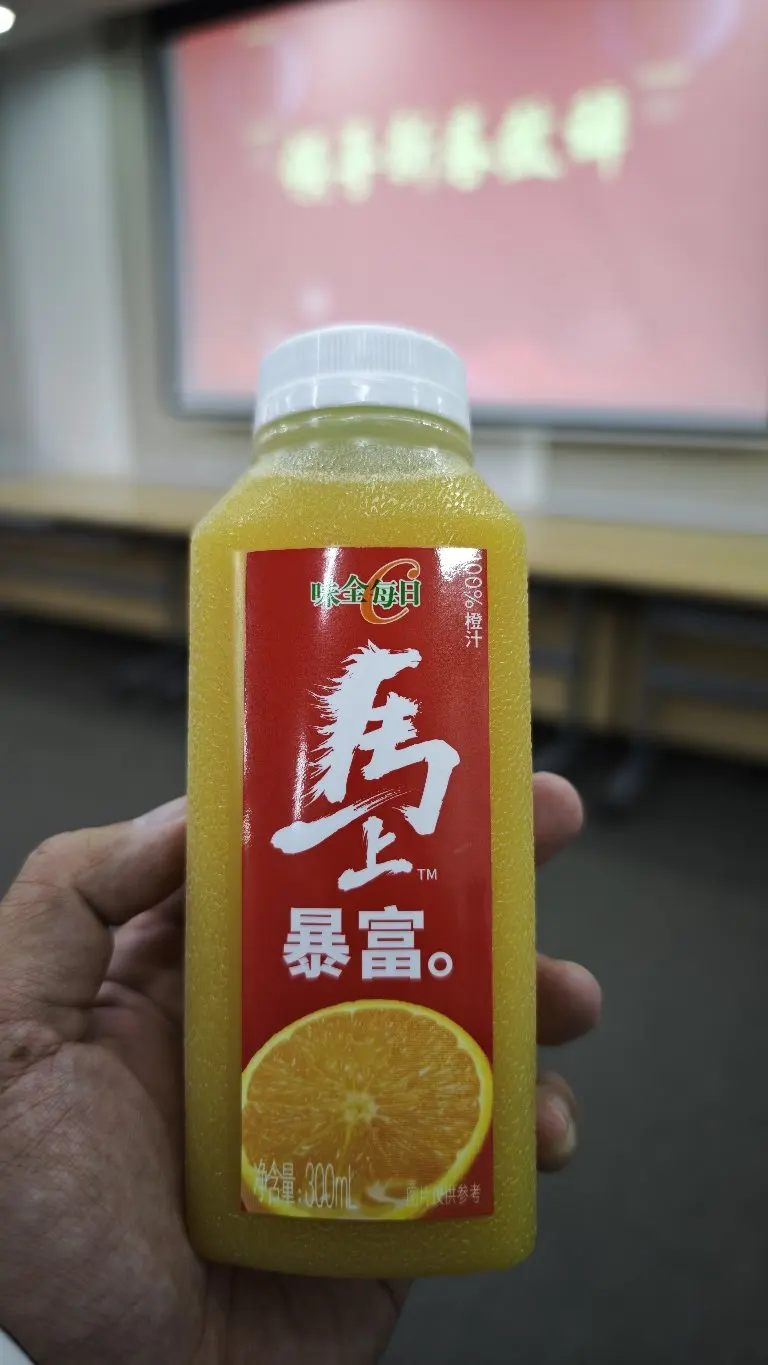 味全每日C
100%橙汁
馬
上™
暴富。
净含量:300mL
图片仅供参考